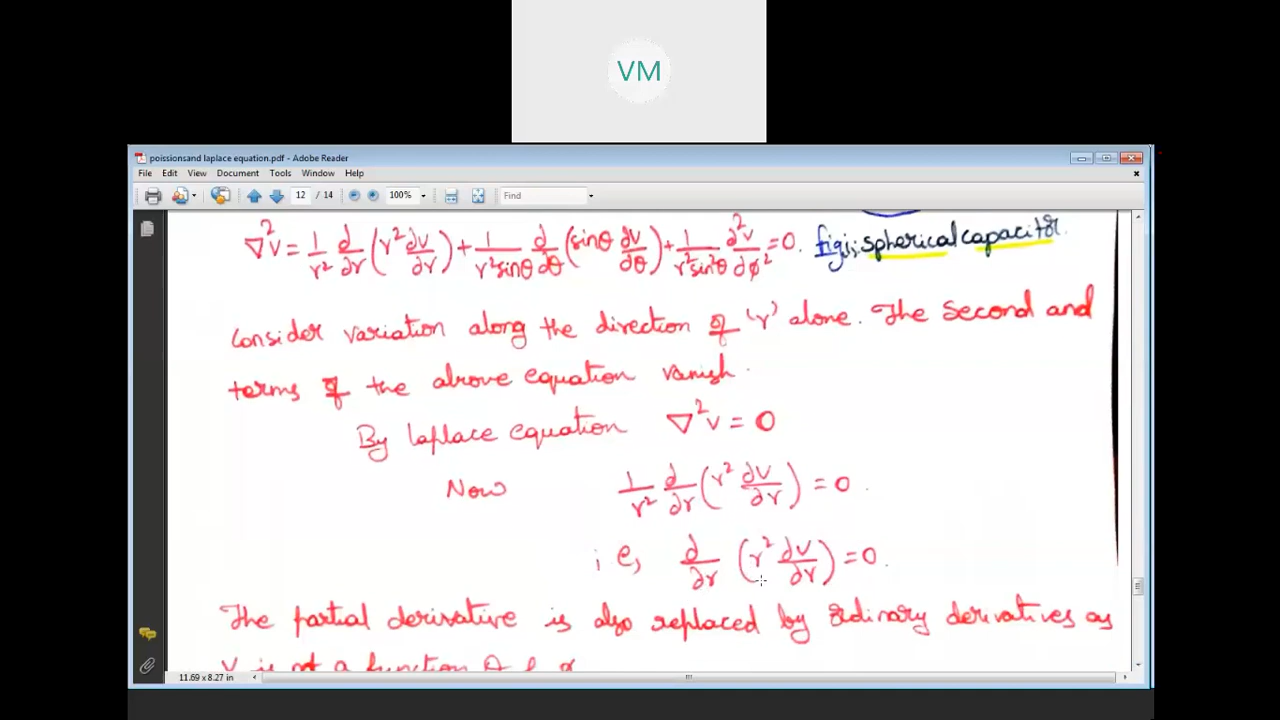 VM
poissionsand laplace equation.pdf - Adobe Reader
File Edit View Document Tools Window Help
12 / 14 100% Find
∇²v = 1/r² ∂/∂r (r² ∂v/∂r) + 1/r² sinθ ∂/∂θ (sinθ ∂v/∂θ) + 1/r² sin²θ ∂²v/∂φ² = 0. fig: spherical capacitor.
Consider variation along the direction of 'r' alone. The Second and
terms of the above equation vanish.
By laplace equation ∇²v = 0
Now 1/r² ∂/∂r (r² ∂V/∂r) = 0.
i e, ∂/∂r (r² ∂V/∂r) = 0.
The partial derivative is also replaced by ordinary derivatives as
V is not a function
11.69 x 8.27 in